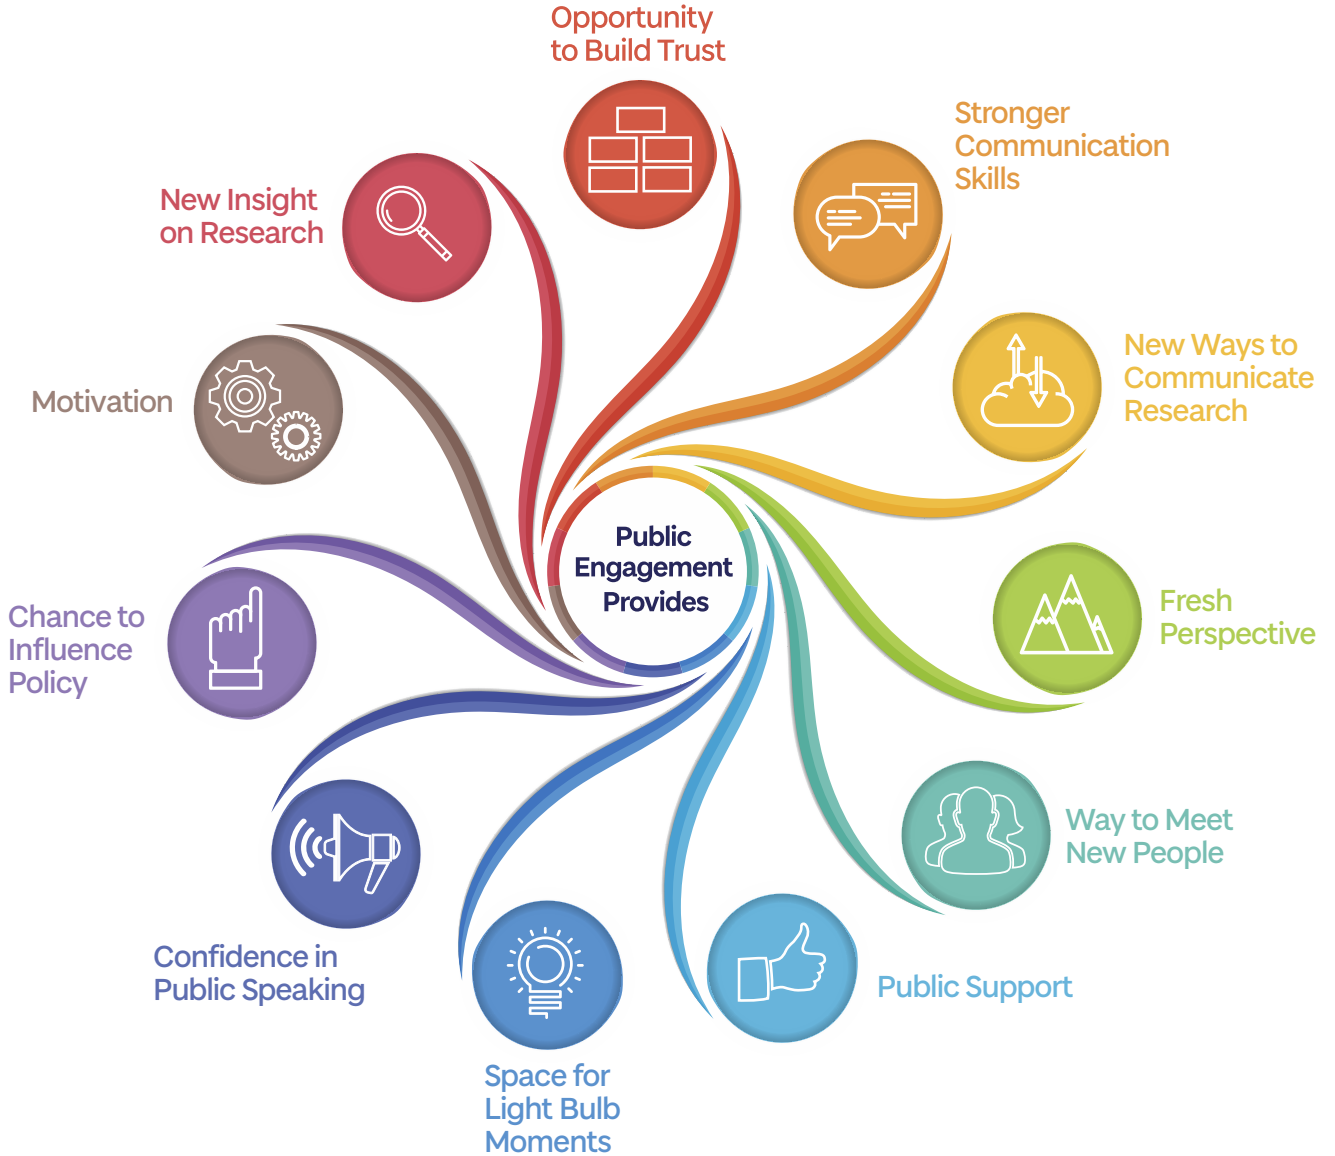 Opportunity
to Build Trust
Stronger
Communication
Skills
New Ways to
Communicate
Research
Fresh
Perspective
Way to Meet
New People
Public Support
Space for
Light Bulb
Moments
Confidence in
Public Speaking
Chance to
Influence
Policy
Motivation
New Insight
on Research
Public
Engagement
Provides